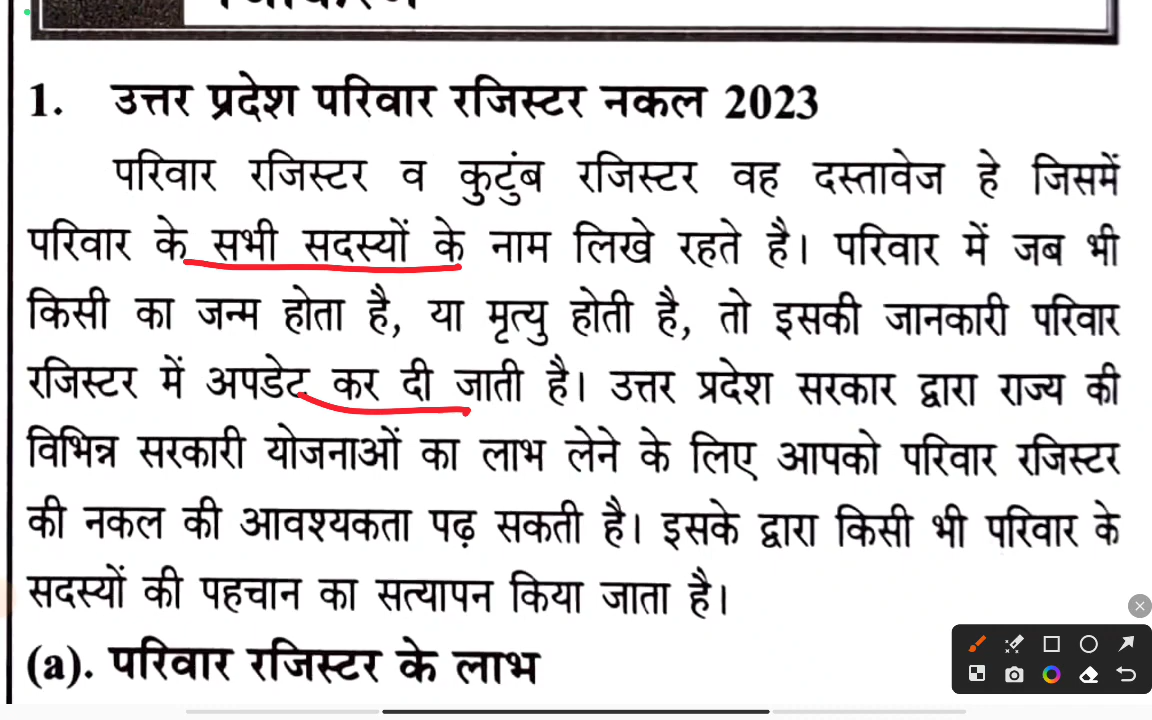 1. उत्तर प्रदेश परिवार रजिस्टर नकल 2023
परिवार रजिस्टर व कुटुंब रजिस्टर वह दस्तावेज हे जिसमें
परिवार के सभी सदस्यों के नाम लिखे रहते है। परिवार में जब भी
किसी का जन्म होता है, या मृत्यु होती है, तो इसकी जानकारी परिवार
रजिस्टर में अपडेट कर दी जाती है। उत्तर प्रदेश सरकार द्वारा राज्य की
विभिन्न सरकारी योजनाओं का लाभ लेने के लिए आपको परिवार रजिस्टर
की नकल की आवश्यकता पढ़ सकती है। इसके द्वारा किसी भी परिवार के
सदस्यों की पहचान का सत्यापन किया जाता है।
(a). परिवार रजिस्टर के लाभ